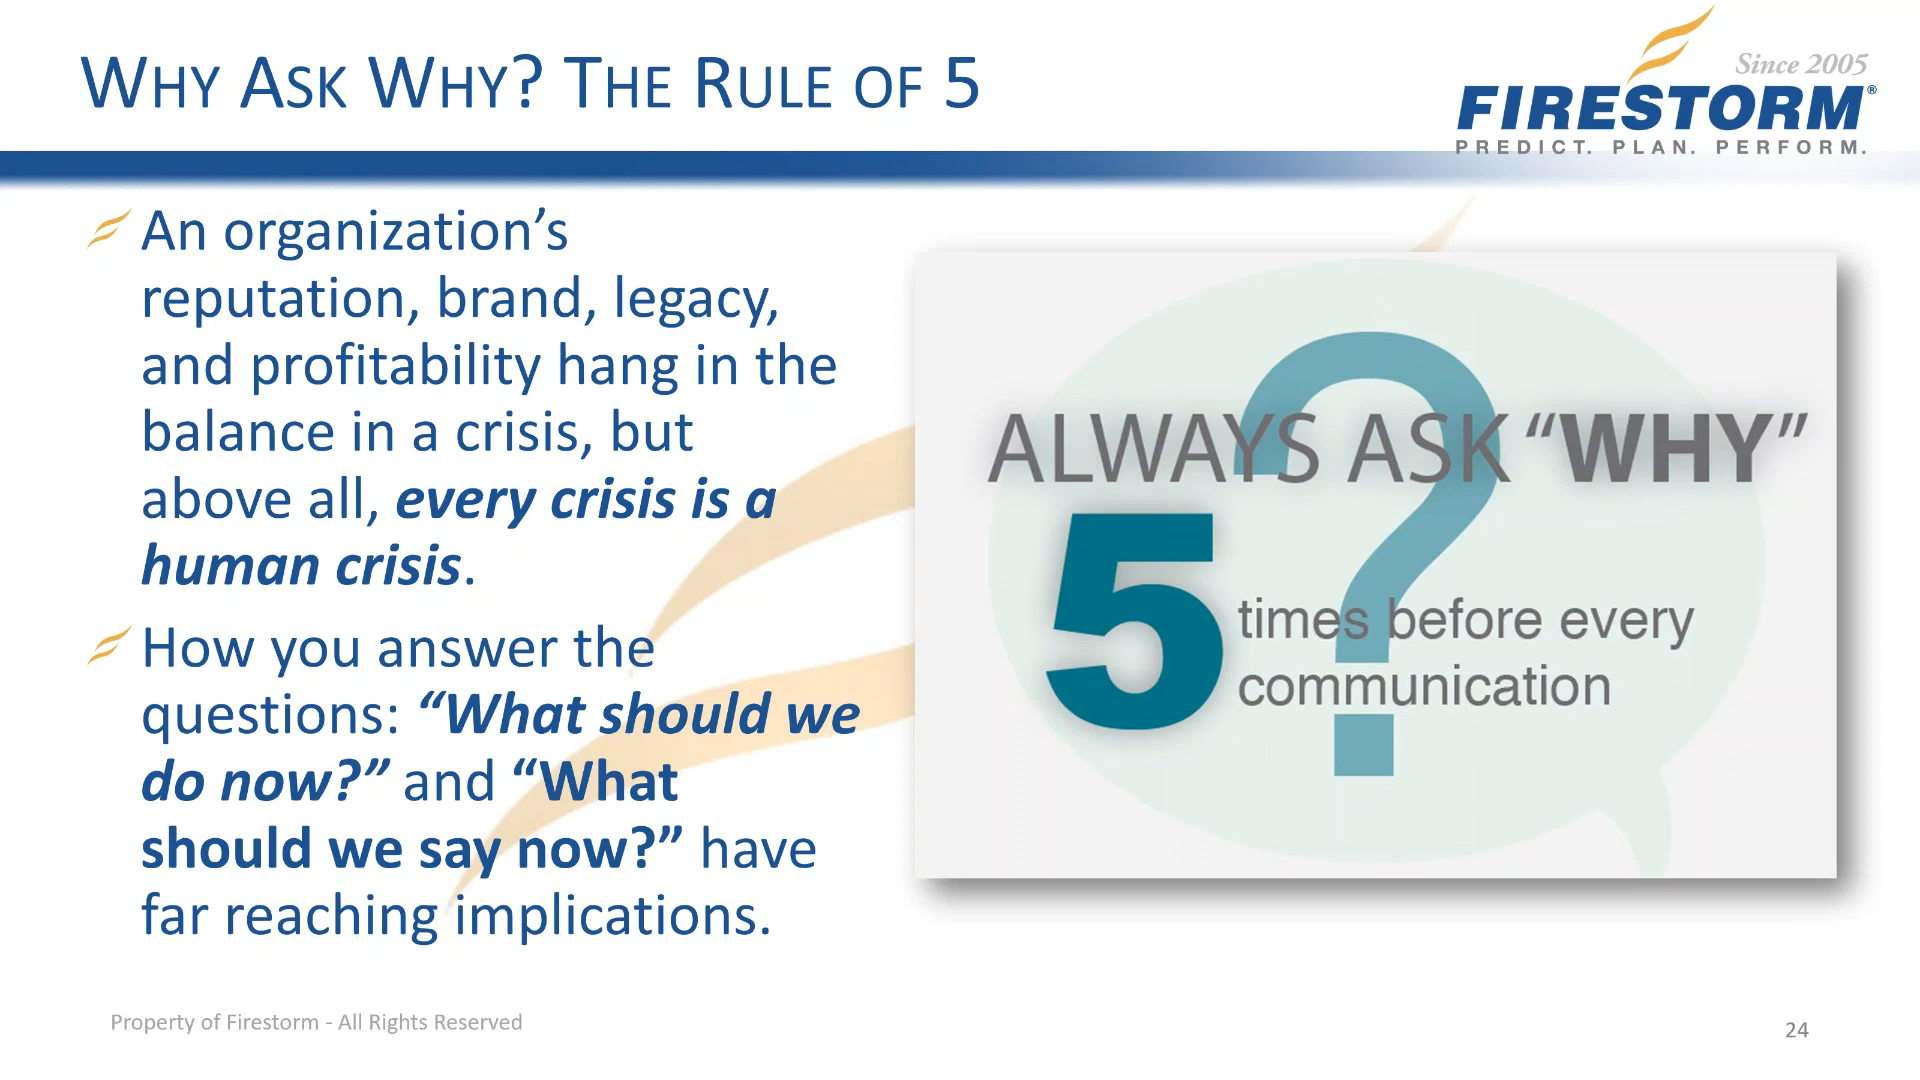 WHY ASK WHY? THE RULE OF 5
Since 2005
FIRESTORM®
PREDICT. PLAN. PERFORM.
An organization’s
reputation, brand, legacy,
and profitability hang in the
balance in a crisis, but
above all, every crisis is a
human crisis.
How you answer the
questions: “What should we
do now?” and “What
should we say now?” have
far reaching implications.
ALWAYS ASK “WHY”
5
times before every
communication
Property of Firestorm - All Rights Reserved
24